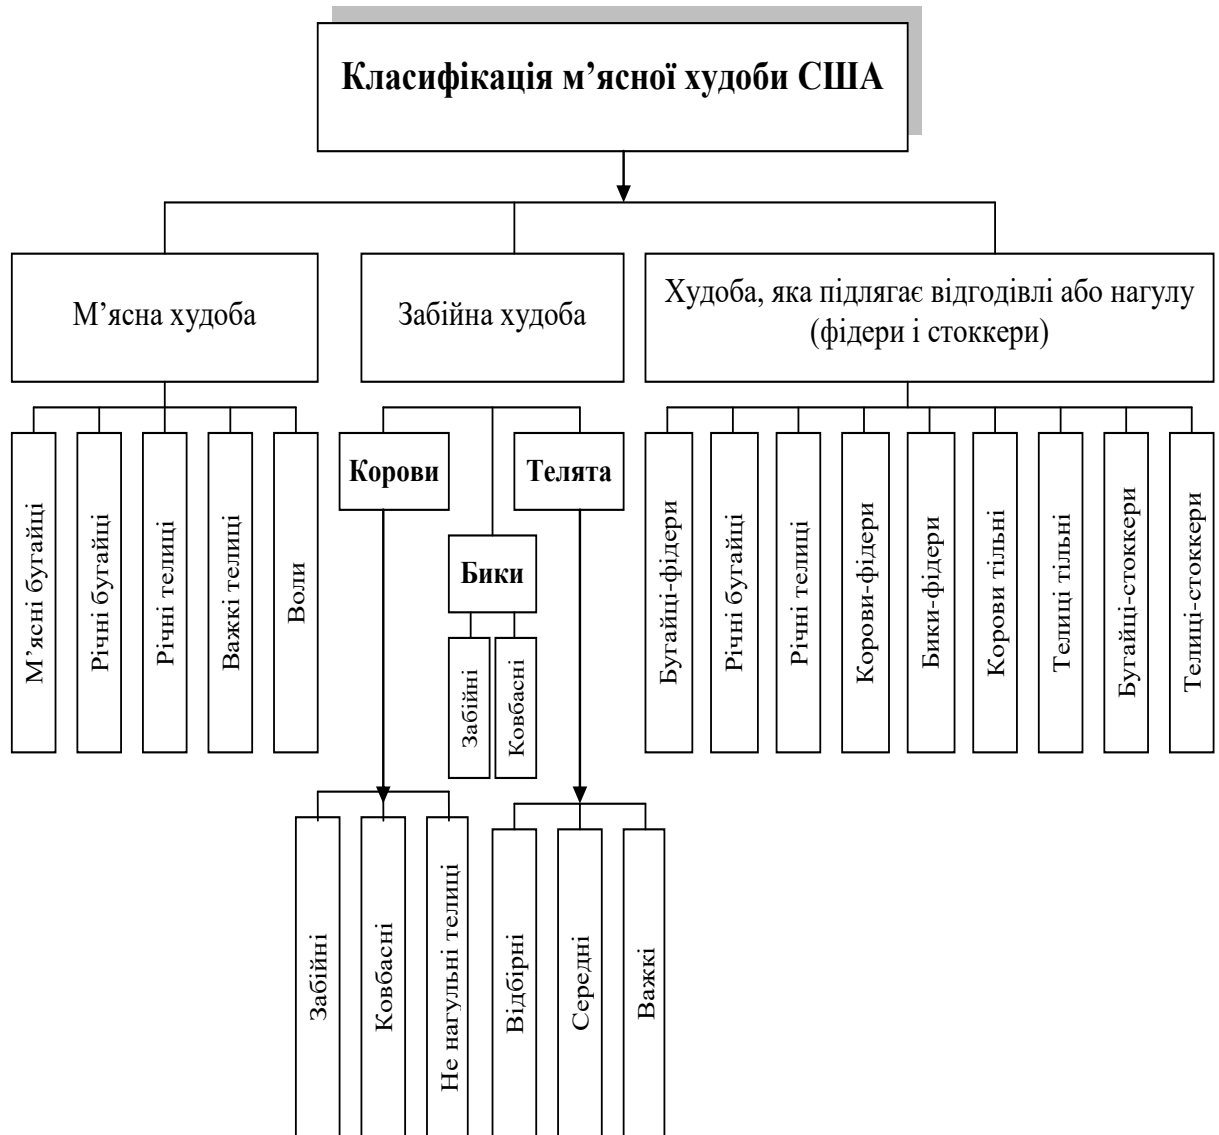 Класифікація м’ясної худоби США
М’ясна худоба
Забійна худоба
Худоба, яка підлягає відгодівлі або нагулу
(фідери і стоккери)
М’ясні бугайці
Річні бугайці
Річні телиці
Важкі телиці
Воли
Корови
Бики
Телята
Забійні
Ковбасні
Бугайці-фідери
Річні бугайці
Річні телиці
Корови-фідери
Бики-фідери
Корови тільні
Телиці тільні
Бугайці-стоккери
Телиці-стоккери
Забійні
Ковбасні
Не нагульні телиці
Відбірні
Середні
Важкі